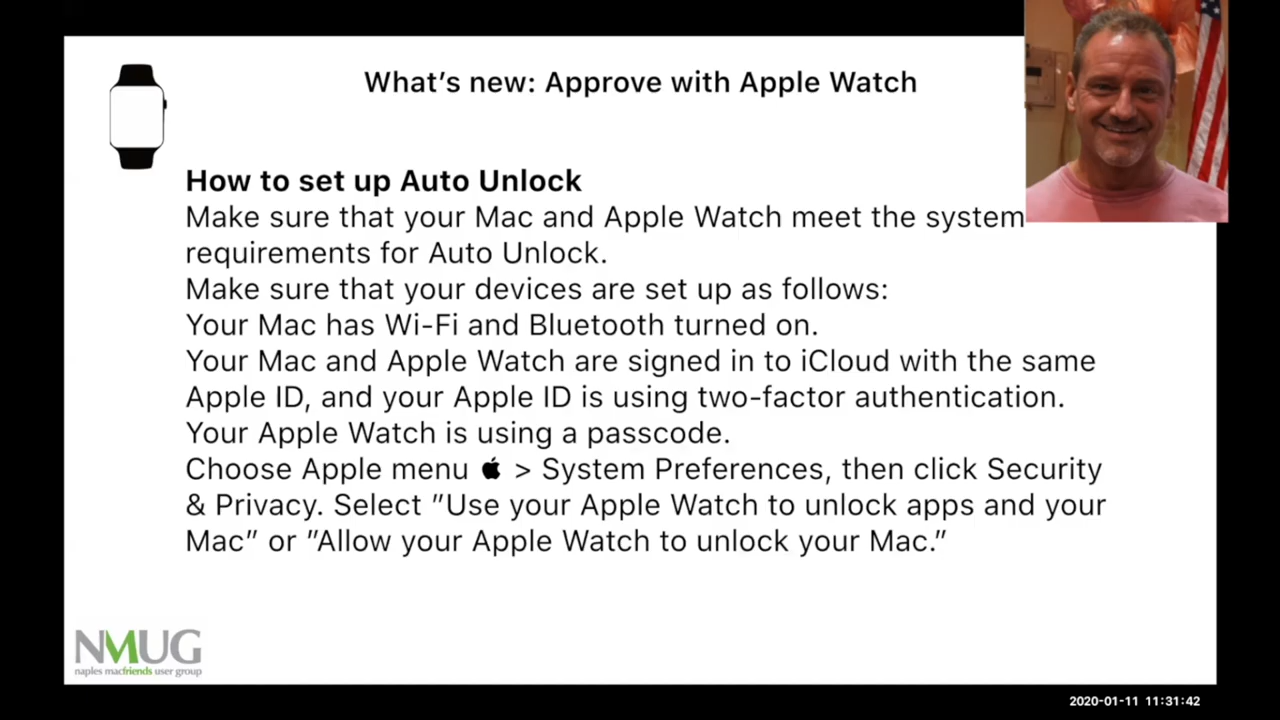 What's new: Approve with Apple Watch
How to set up Auto Unlock
Make sure that your Mac and Apple Watch meet the system
requirements for Auto Unlock.
Make sure that your devices are set up as follows:
Your Mac has Wi-Fi and Bluetooth turned on.
Your Mac and Apple Watch are signed in to iCloud with the same
Apple ID, and your Apple ID is using two-factor authentication.
Your Apple Watch is using a passcode.
Choose Apple menu > System Preferences, then click Security
& Privacy. Select "Use your Apple Watch to unlock apps and your
Mac" or "Allow your Apple Watch to unlock your Mac."
NMUG
naples macfriends user group
2020-01-11 11:31:42